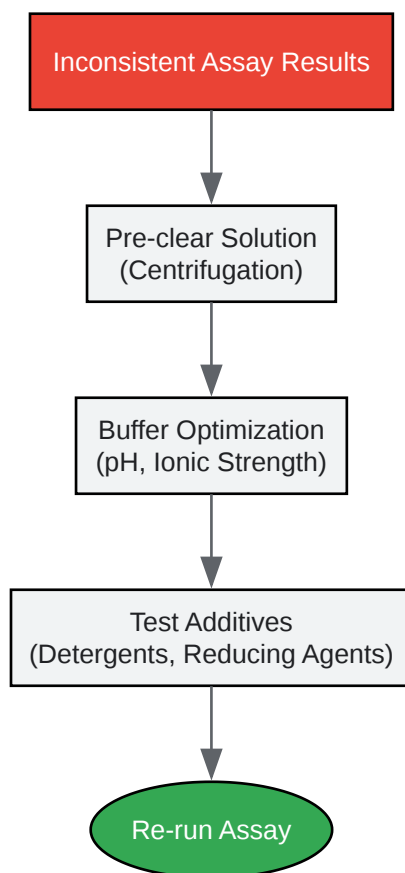 Inconsistent Assay Results
Pre-clear Solution
(Centrifugation)
Buffer Optimization
(pH, Ionic Strength)
Test Additives
(Detergents, Reducing Agents)
Re-run Assay